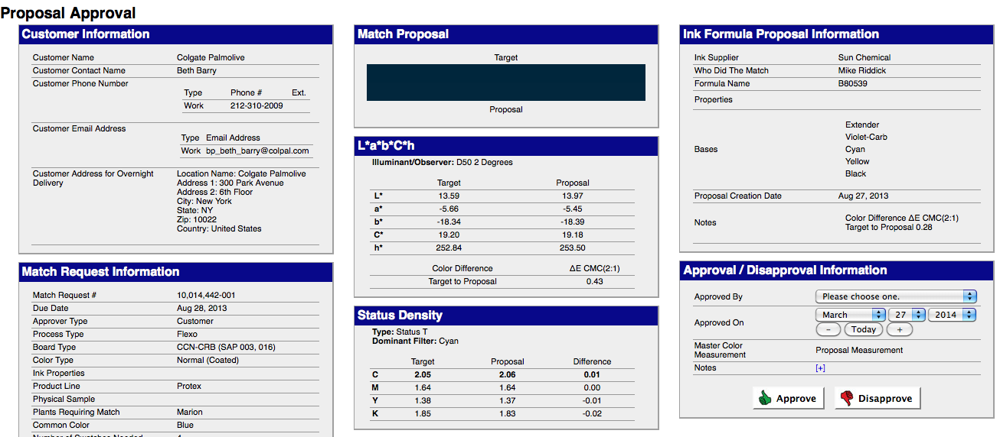 Proposal Approval
Customer Information
Customer Name Colgate Palmolive
Customer Contact Name Beth Barry
Customer Phone Number
Type Phone # Ext.
Work 212-310-2009
Customer Email Address
Type Email Address
Work bp_beth_barry@colpal.com
Customer Address for Overnight
Delivery
Location Name: Colgate Palmolive
Address 1: 300 Park Avenue
Address 2: 6th Floor
City: New York
State: NY
Zip: 10022
Country: United States
Match Request Information
Match Request # 10,014,442-001
Due Date Aug 28, 2013
Approver Type Customer
Process Type Flexo
Board Type CCN-CRB (SAP 003, 016)
Color Type Normal (Coated)
Ink Properties
Product Line Protex
Physical Sample
Plants Requiring Match Marion
Common Color Blue
Number of Swatches Needed 4
Match Proposal
Target
Proposal
L*a*b*C*h
Illuminant/Observer: D50 2 Degrees
Target Proposal
L* 13.59 13.97
a* -5.66 -5.45
b* -18.34 -18.39
C* 19.20 19.18
h* 252.84 253.50
Color Difference ΔE CMC(2:1)
Target to Proposal 0.43
Status Density
Type: Status T
Dominant Filter: Cyan
Target Proposal Difference
C 2.05 2.06 0.01
M 1.64 1.64 0.00
Y 1.38 1.37 -0.01
K 1.85 1.83 -0.02
Ink Formula Proposal Information
Ink Supplier Sun Chemical
Who Did The Match Mike Riddick
Formula Name B80539
Properties
Bases
Extender
Violet-Carb
Cyan
Yellow
Black
Proposal Creation Date Aug 27, 2013
Notes
Color Difference ΔE CMC(2:1)
Target to Proposal 0.28
Approval / Disapproval Information
Approved By Please choose one.
Approved On March 27 2014
- Today +
Master Color
Measurement
Proposal Measurement
Notes [+]
Approve Disapprove